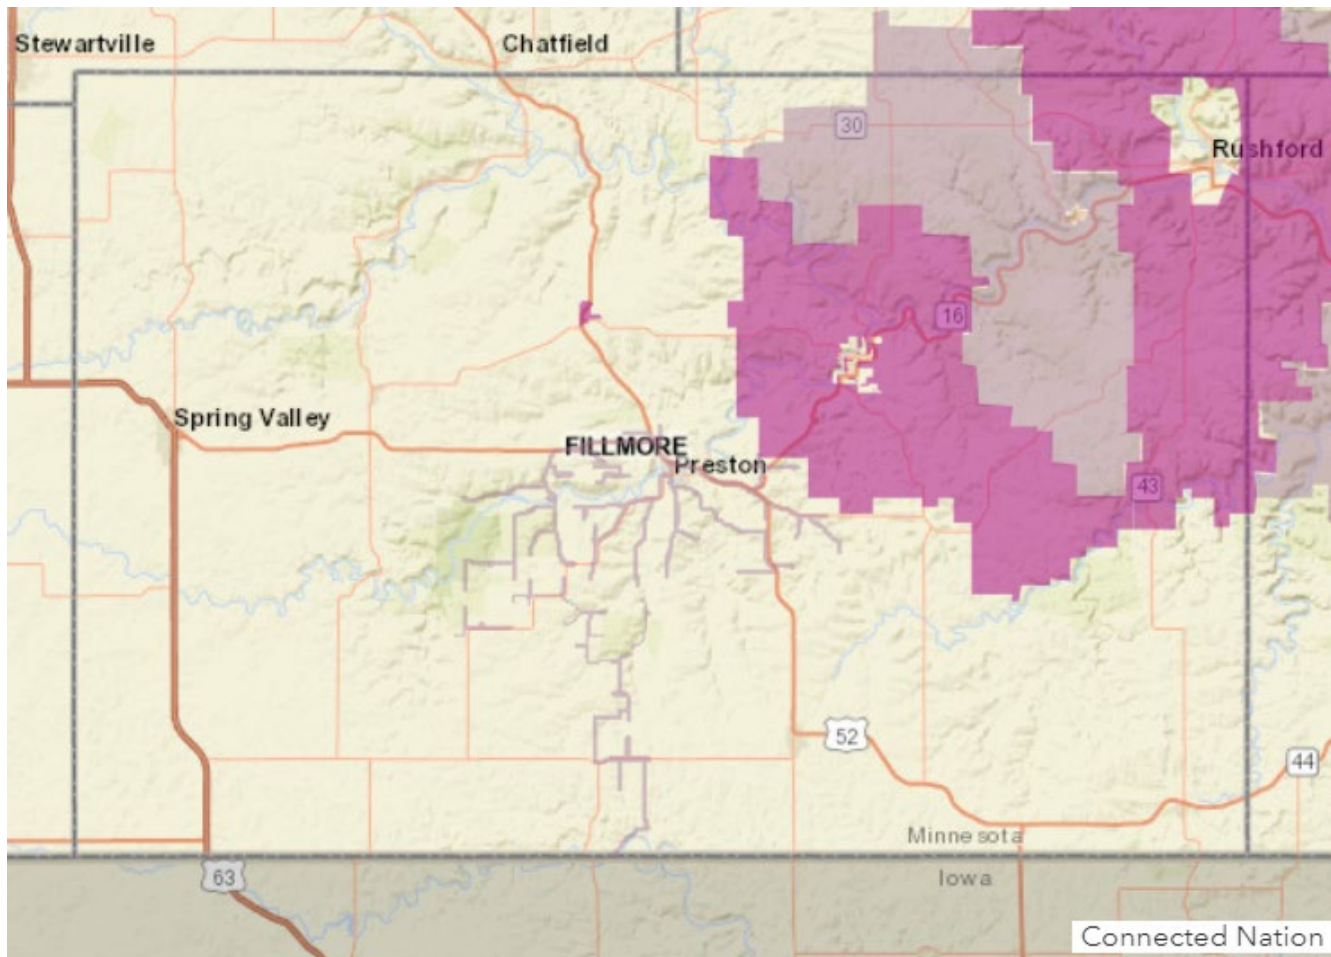 Stewartville
Chatfield
30
Rushford
16
Spring Valley
FILLMORE
Preston
43
52
44
Minnesota
Iowa
63
Connected Nation